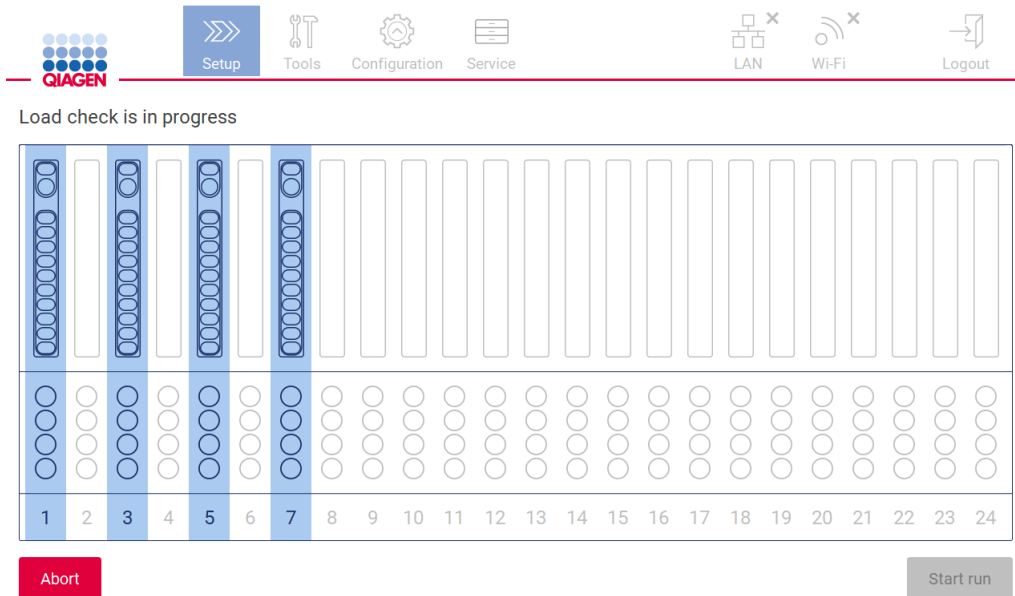 QIAGEN
Setup
Tools
Configuration
Service
LAN
Wi-Fi
Logout
Load check is in progress
1 2 3 4 5 6 7 8 9 10 11 12 13 14 15 16 17 18 19 20 21 22 23 24
Abort
Start run